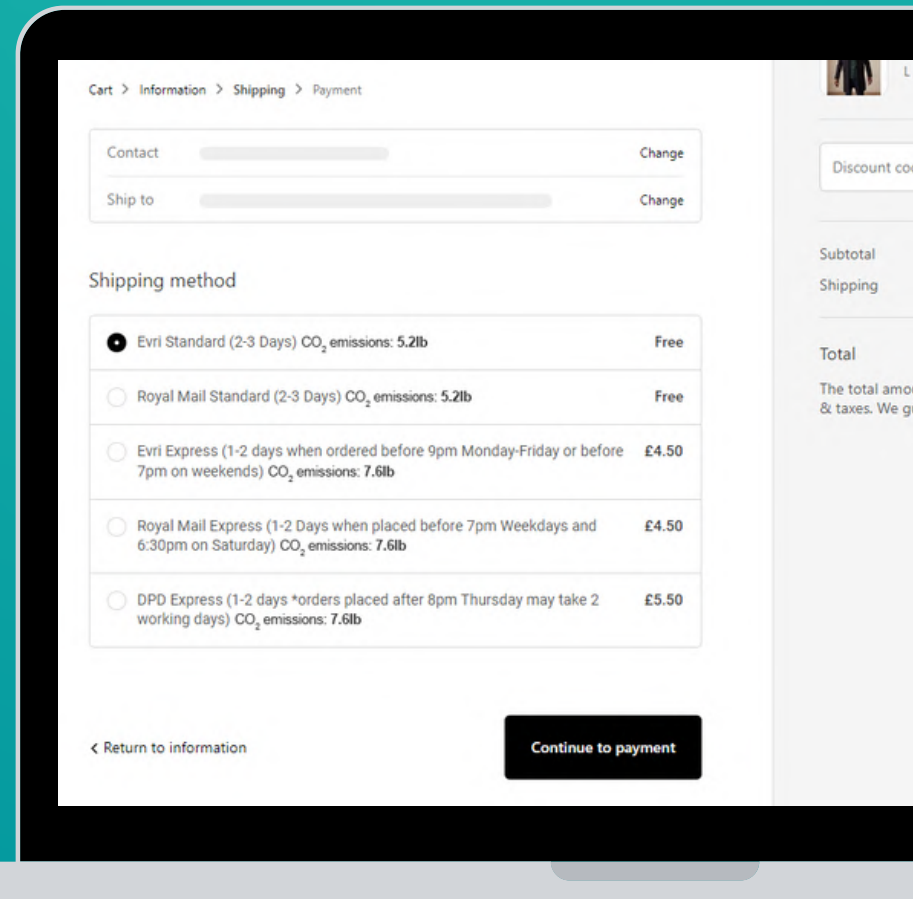 Cart > Information > Shipping > Payment
Contact
Change
Ship to
Change
Shipping method
Evri Standard (2-3 Days) CO₂ emissions: 5.2lb
Free
Royal Mail Standard (2-3 Days) CO₂ emissions: 5.2lb
Free
Evri Express (1-2 days when ordered before 9pm Monday-Friday or before
£4.50
7pm on weekends) CO₂ emissions: 7.6lb
Royal Mail Express (1-2 Days when placed before 7pm Weekdays and
£4.50
6:30pm on Saturday) CO₂ emissions: 7.6lb
DPD Express (1-2 days *orders placed after 8pm Thursday may take 2
£5.50
working days) CO₂ emissions: 7.6lb
< Return to information
Continue to payment
L
Discount
Subtotal
Shipping
Total
The total
& taxes. We